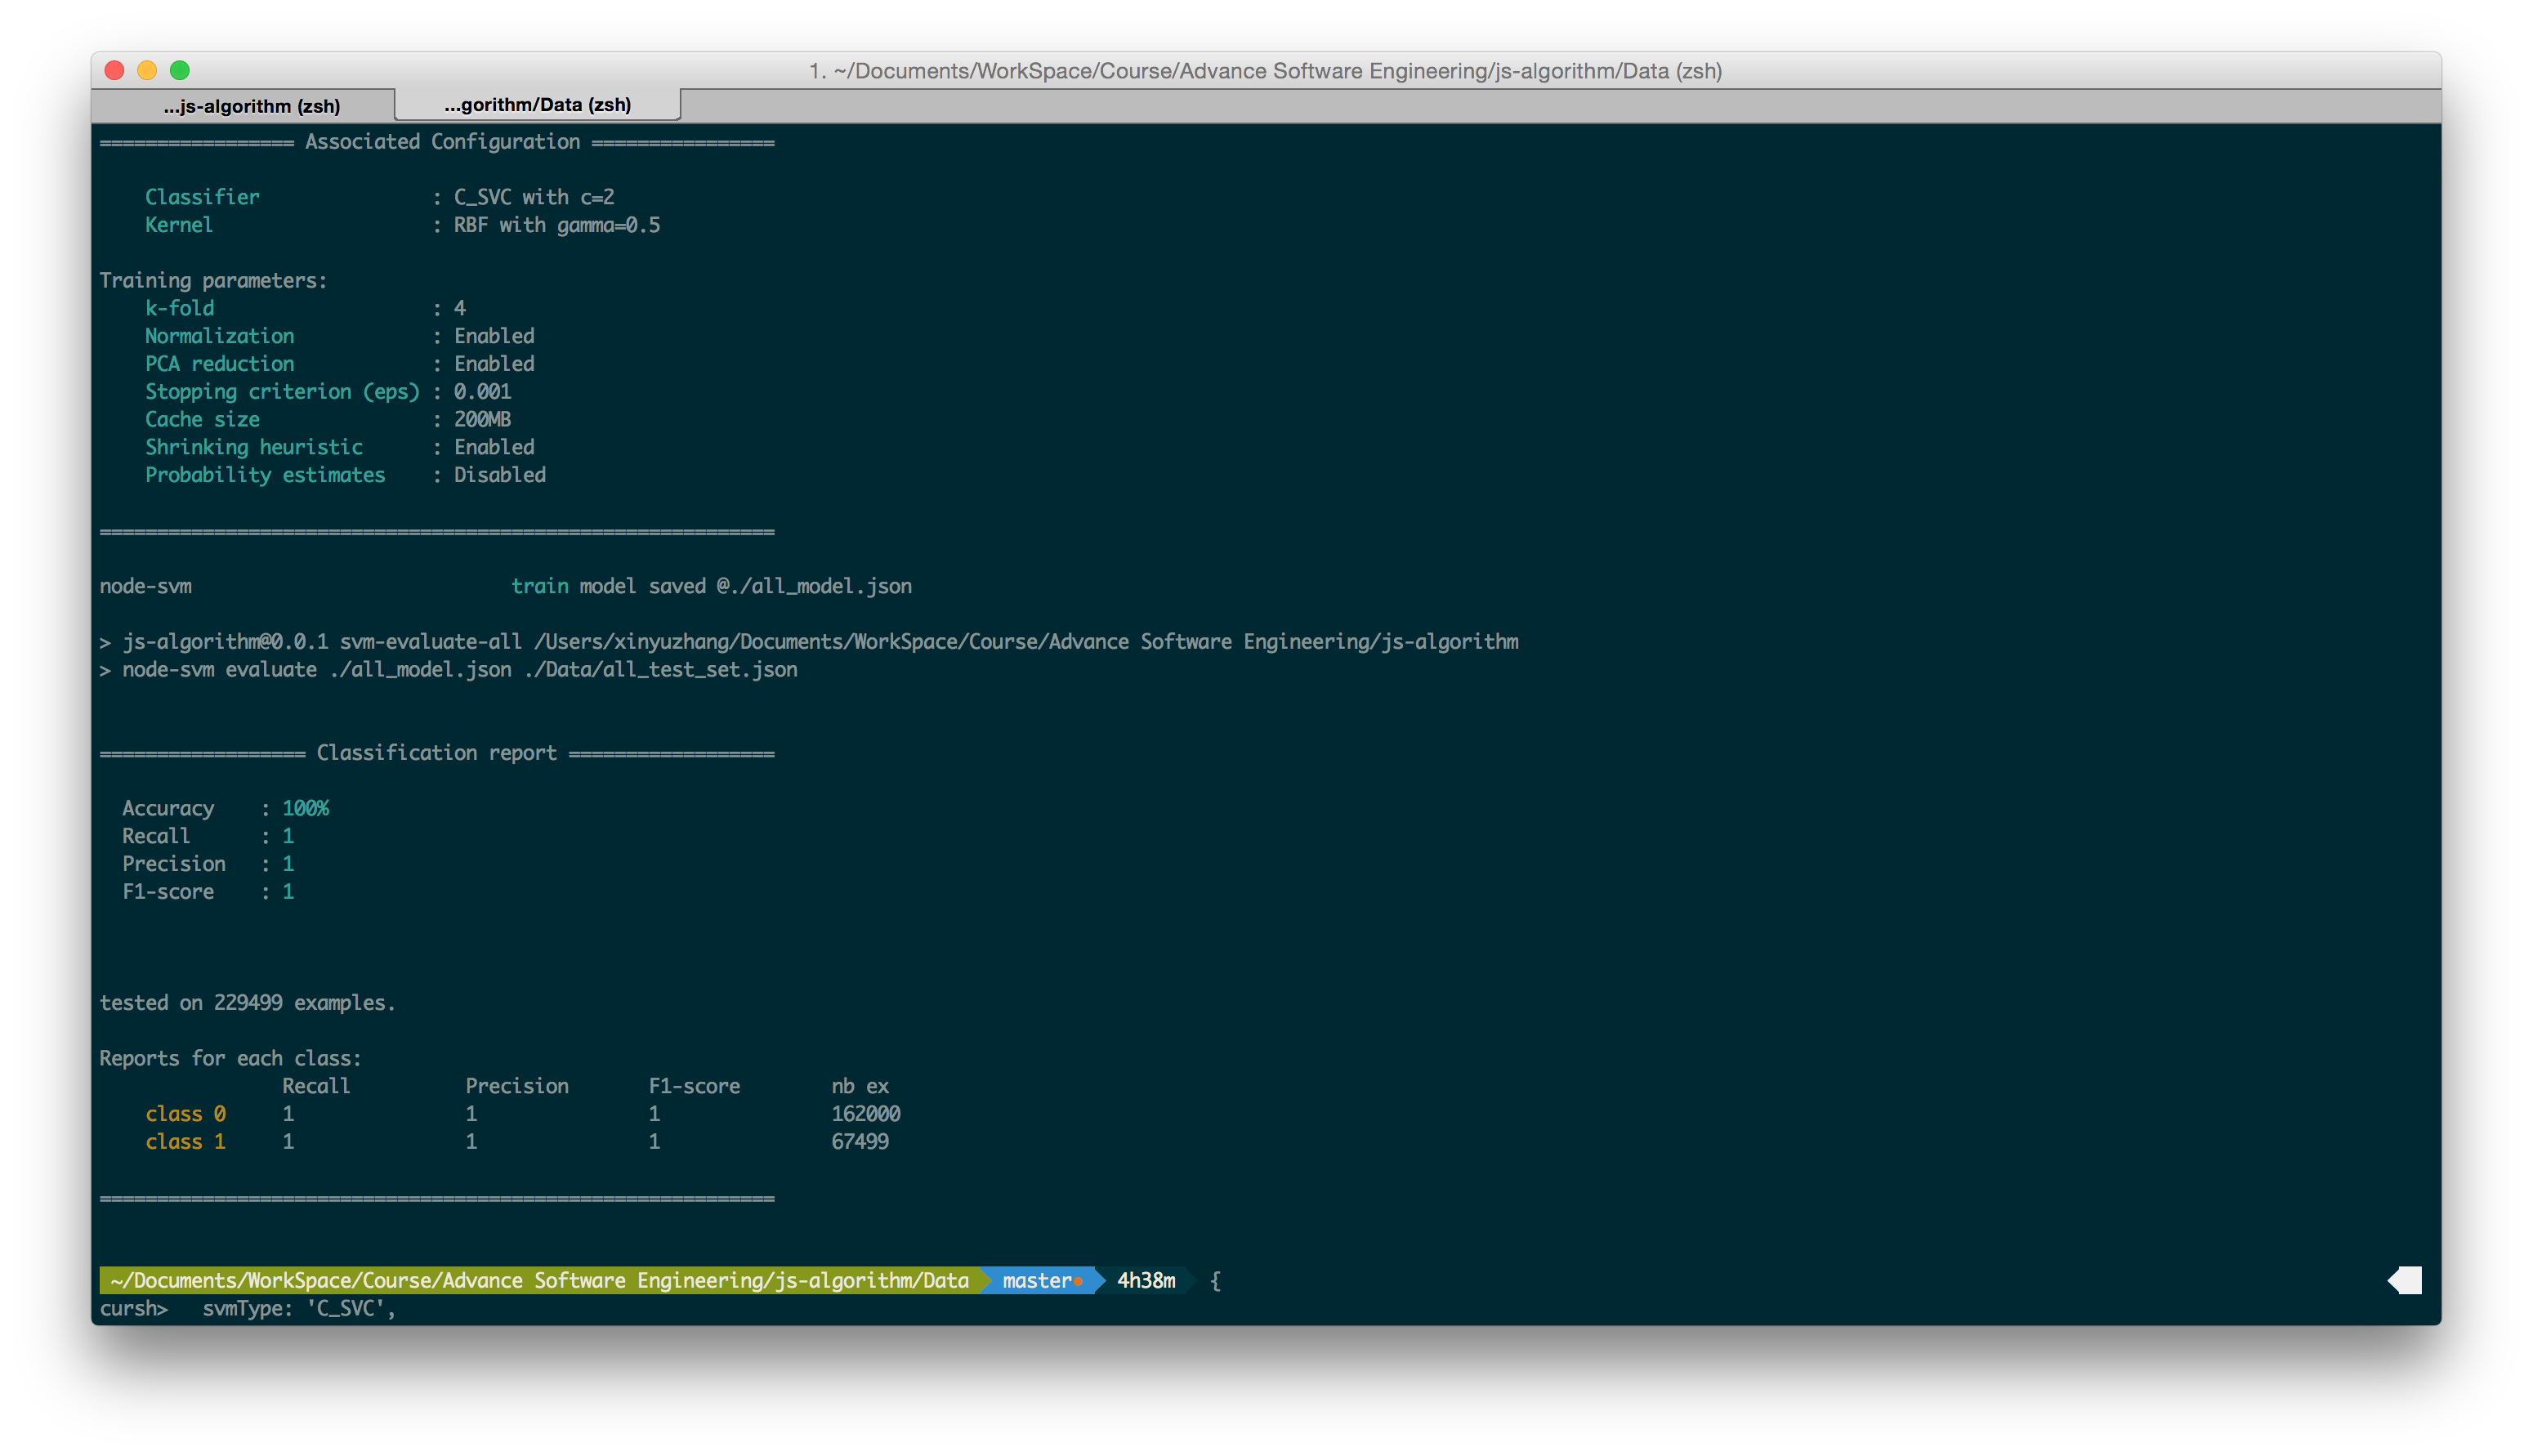 1. ~/Documents/WorkSpace/Course/Advance Software Engineering/js-algorithm/Data (zsh)
...js-algorithm (zsh) ...gorithm/Data (zsh)
================= Associated Configuration ================
Classifier : C_SVC with c=2
Kernel : RBF with gamma=0.5
Training parameters:
k-fold : 4
Normalization : Enabled
PCA reduction : Enabled
Stopping criterion (eps) : 0.001
Cache size : 200MB
Shrinking heuristic : Enabled
Probability estimates : Disabled
===========================================================
node-svm train model saved @./all_model.json
> js-algorithm@0.0.1 svm-evaluate-all /Users/xinyuzhang/Documents/WorkSpace/Course/Advance Software Engineering/js-algorithm
> node-svm evaluate ./all_model.json ./Data/all_test_set.json
================== Classification report ==================
Accuracy : 100%
Recall : 1
Precision : 1
F1-score : 1
tested on 229499 examples.
Reports for each class:
Recall Precision F1-score nb ex
class 0 1 1 1 162000
class 1 1 1 1 67499
===========================================================
~/Documents/WorkSpace/Course/Advance Software Engineering/js-algorithm/Data master● 4h38m {
cursh> svmType: 'C_SVC',